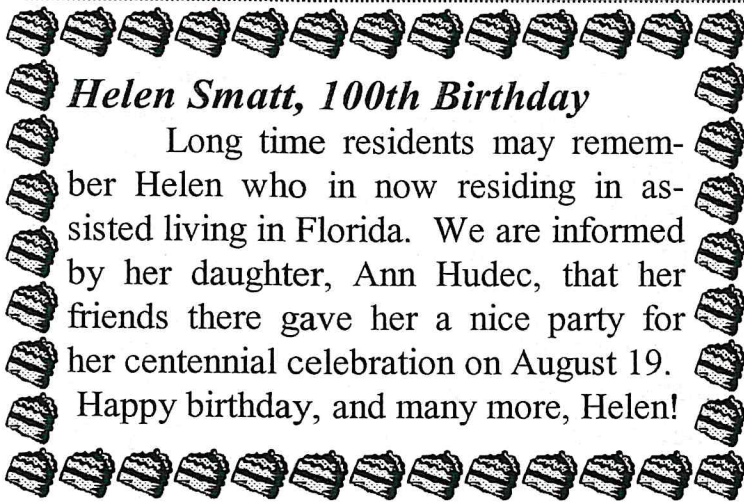 Helen Smatt, 100th Birthday
Long time residents may remem-
ber Helen who in now residing in as-
sisted living in Florida. We are informed
by her daughter, Ann Hudec, that her
friends there gave her a nice party for
her centennial celebration on August 19.
Happy birthday, and many more, Helen!